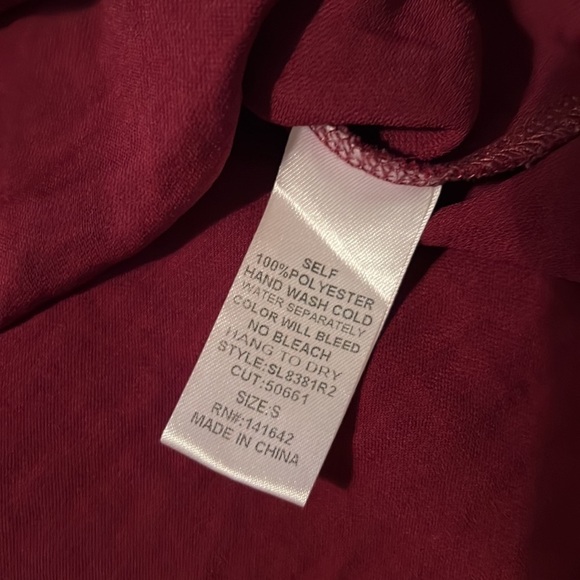 SELF
100%POLYESTER
HAND WASH COLD
WATER SEPARATELY
COLOR WILL BLEED
NO BLEACH
HANG TO DRY
STYLE:SL8381R2
CUT:50661
SIZE:S
RN#:141642
MADE IN CHINA